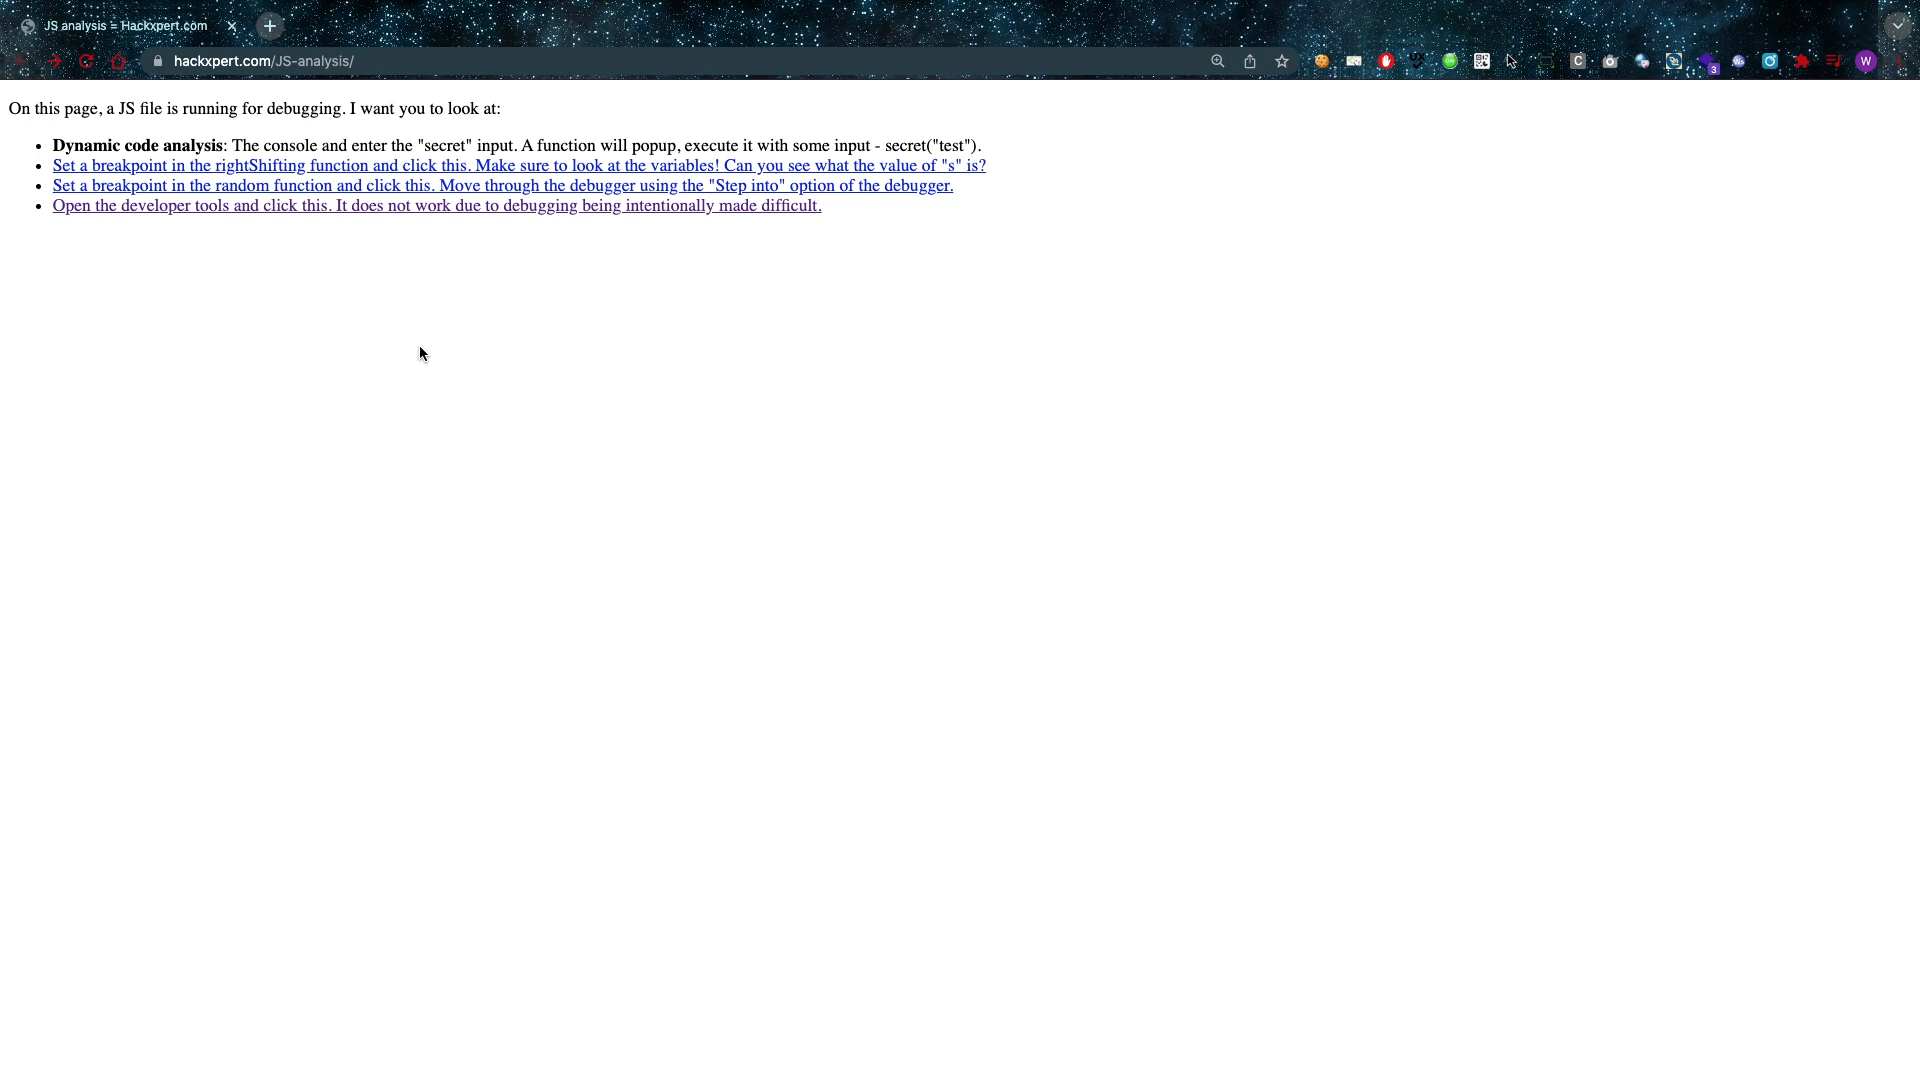 JS analysis = Hackxpert.com
hackxpert.com/JS-analysis/
ON
C
3
W
On this page, a JS file is running for debugging. I want you to look at:
• Dynamic code analysis: The console and enter the "secret" input. A function will popup, execute it with some input - secret("test").
• Set a breakpoint in the rightShifting function and click this. Make sure to look at the variables! Can you see what the value of "s" is?
• Set a breakpoint in the random function and click this. Move through the debugger using the "Step into" option of the debugger.
• Open the developer tools and click this. It does not work due to debugging being intentionally made difficult.